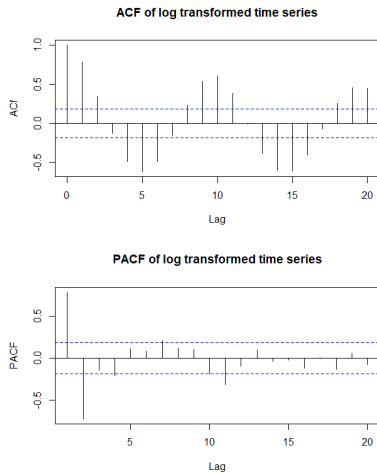 ACF of log transformed time series
1.0
0.5
0.0
-0.5
ACf
0 5 10 15 20
Lag
PACF of log transformed time series
0.5
0.0
-0.5
PACF
5 10 15 20
Lag